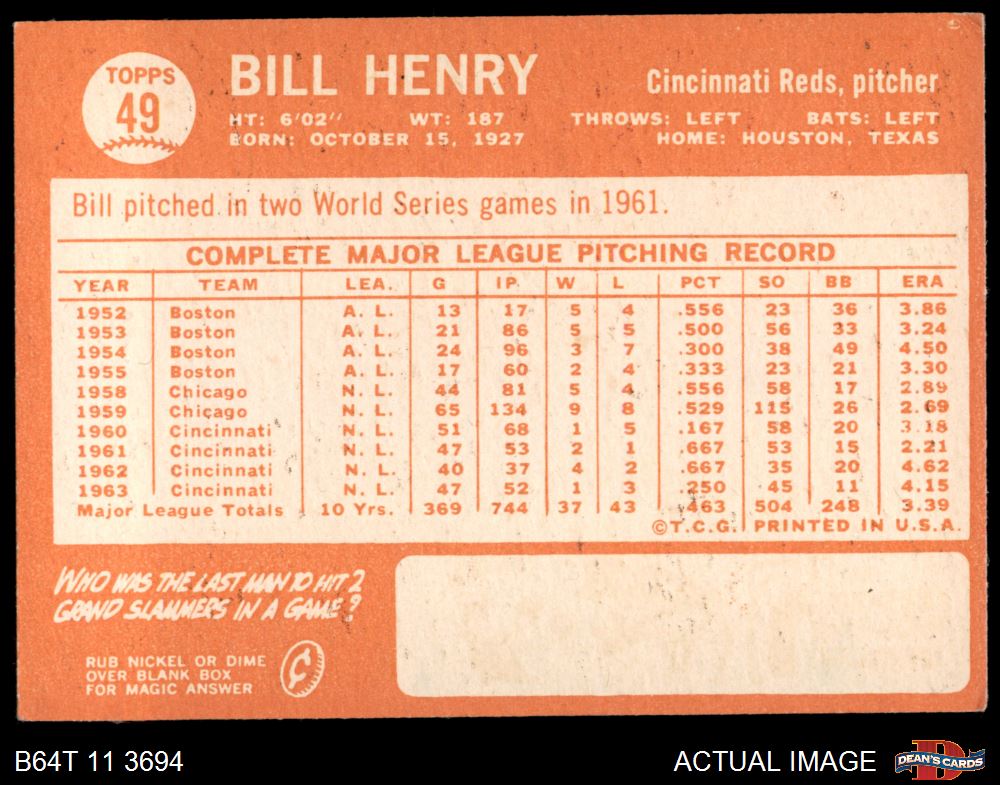 TOPPS
49
BILL HENRY
Cincinnati Reds, pitcher
HT: 6'02" WT: 187 THROWS: LEFT BATS: LEFT
BORN: OCTOBER 15, 1927 HOME: HOUSTON, TEXAS
Bill pitched in two World Series games in 1961.
COMPLETE MAJOR LEAGUE PITCHING RECORD
YEAR TEAM LEA. G IP W L PCT SO BB ERA
1952 Boston A. L. 13 17 5 4 .556 23 36 3.86
1953 Boston A. L. 21 86 5 5 .500 56 33 3.24
1954 Boston A. L. 24 96 3 7 .300 38 49 4.50
1955 Boston A. L. 17 60 2 4 .333 23 21 3.30
1958 Chicago N. L. 44 81 5 4 .556 58 17 2.89
1959 Chicago N. L. 65 134 9 8 .529 115 26 2.69
1960 Cincinnati N. L. 51 68 1 5 .167 58 20 3.18
1961 Cincinnati N. L. 47 53 2 1 .667 53 15 2.21
1962 Cincinnati N. L. 40 37 4 2 .667 35 20 4.62
1963 Cincinnati N. L. 47 52 1 3 .250 45 11 4.15
Major League Totals 10 Yrs. 369 744 37 43 .463 504 248 3.39
©T.C.G. PRINTED IN U.S.A.
WHO WAS THE LAST MAN TO HIT 2
GRAND SLAMMERS IN A GAME?
RUB NICKEL OR DIME
OVER BLANK BOX
FOR MAGIC ANSWER
¢
B64T 11 3694
ACTUAL IMAGE
D
DEAN'S CARDS